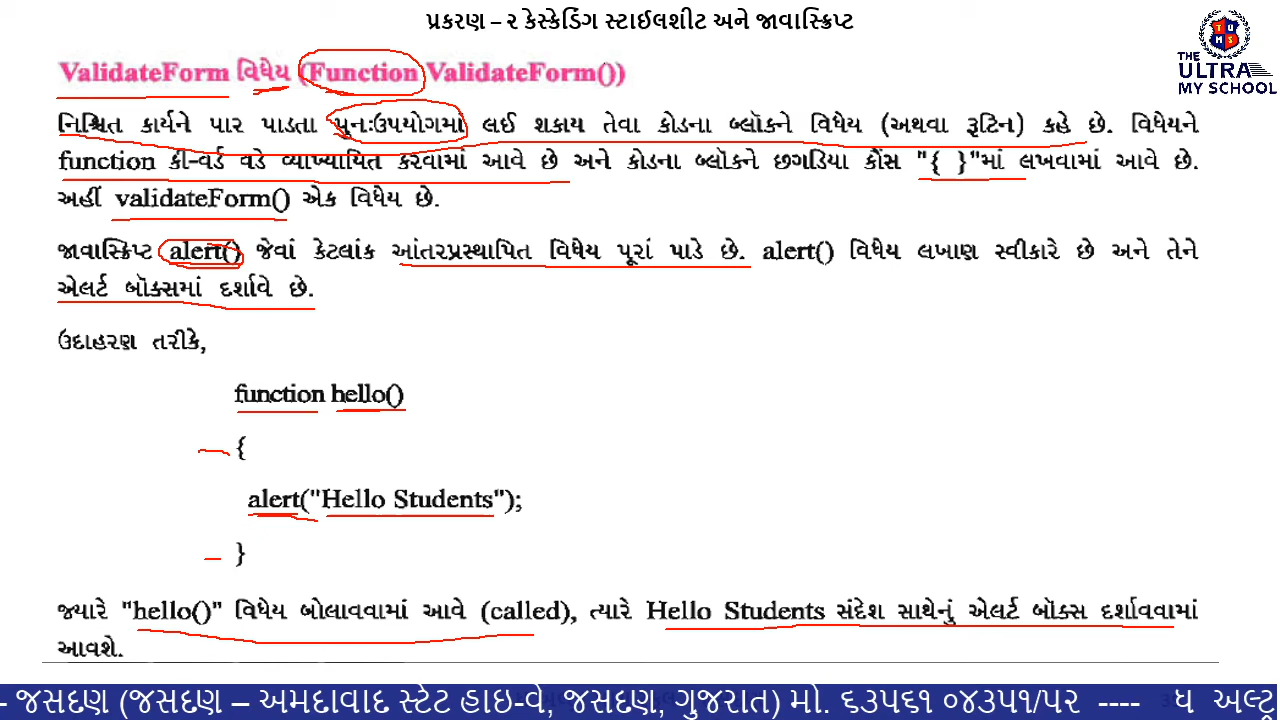 પ્રકરણ – ૨ કેસ્કેડિંગ સ્ટાઈલશીટ અને જાવાસ્ક્રિપ્ટ
TUMS
THE
ULTRA
MY SCHOOL
ValidateForm વિધેય (Function ValidateForm())
નિશ્ચિત કાર્યને પાર પાડતા પુનઃઉપયોગમાં લઈ શકાય તેવા કોડના બ્લૉકને વિધેય (અથવા રૂટિન) કહે છે. વિધેયને
function કી-વર્ડ વડે વ્યાખ્યાયિત કરવામાં આવે છે અને કોડના બ્લૉકને છગડિયા કૌંસ "{ }"માં લખવામાં આવે છે.
અહીં validateForm() એક વિધેય છે.
જાવાસ્ક્રિપ્ટ alert() જેવાં કેટલાંક આંતરપ્રસ્થાપિત વિધેય પૂરાં પાડે છે. alert() વિધેય લખાણ સ્વીકારે છે અને તેને
એલર્ટ બૉક્સમાં દર્શાવે છે.
ઉદાહરણ તરીકે,
function hello()
{
alert("Hello Students");
}
જ્યારે "hello()" વિધેય બોલાવવામાં આવે (called), ત્યારે Hello Students સંદેશ સાથેનું એલર્ટ બૉક્સ દર્શાવવામાં
આવશે.
- જસદણ (જસદણ – અમદાવાદ સ્ટેટ હાઇ-વે, જસદણ, ગુજરાત) મો. ૬૩૫૬૧ ૦૪૩૫૧/૫૨ ---- ધ અલ્ટ્ર